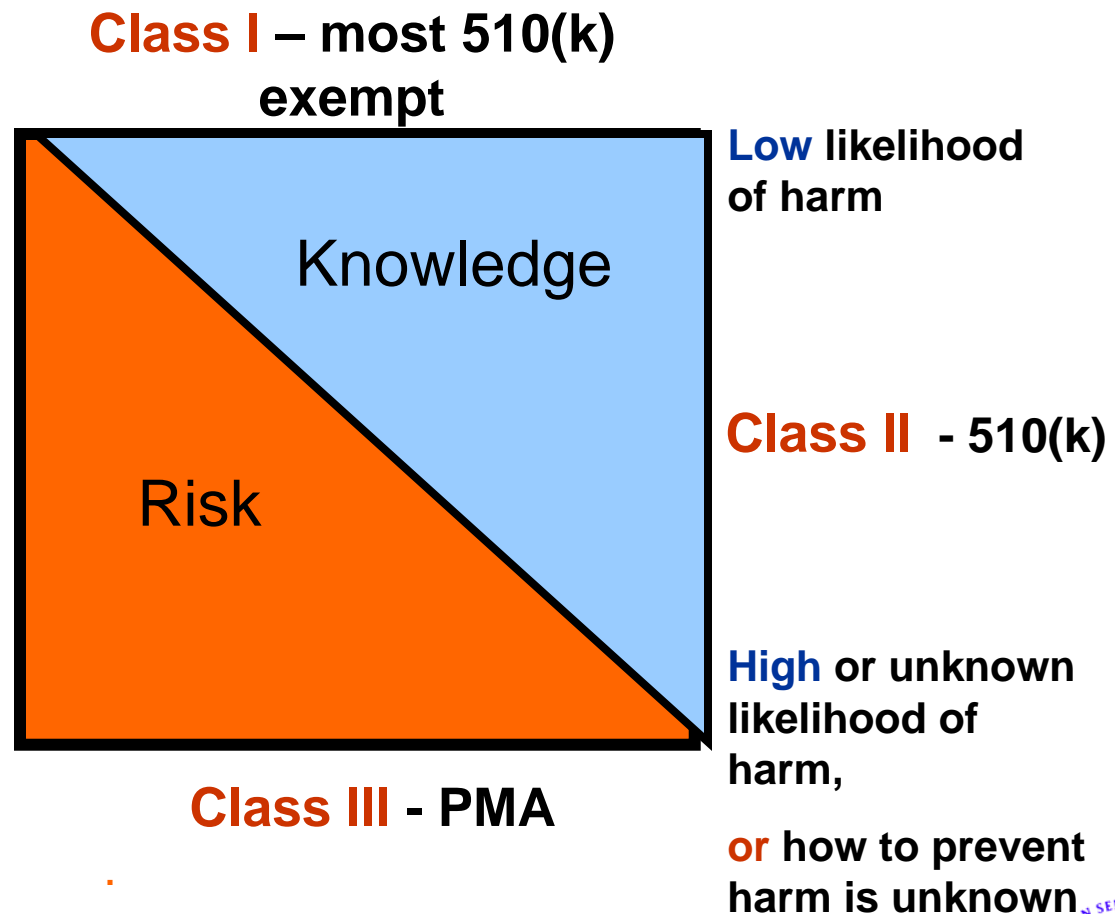 Class I – most 510(k)
exempt
Low likelihood
of harm
Knowledge
Class II - 510(k)
Risk
High or unknown
likelihood of
harm,
Class III - PMA
or how to prevent
harm is unknown